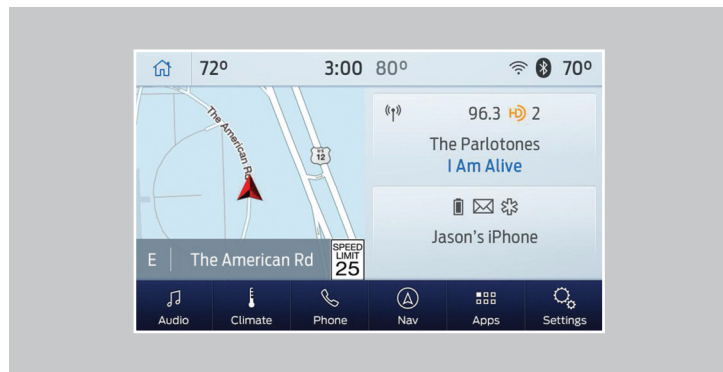 72° 3:00 80° 70°
The American Rd
12
96.3 HD 2
The Parlotones
I Am Alive
Jason's iPhone
E The American Rd
SPEED
LIMIT
25
Audio Climate Phone Nav Apps Settings